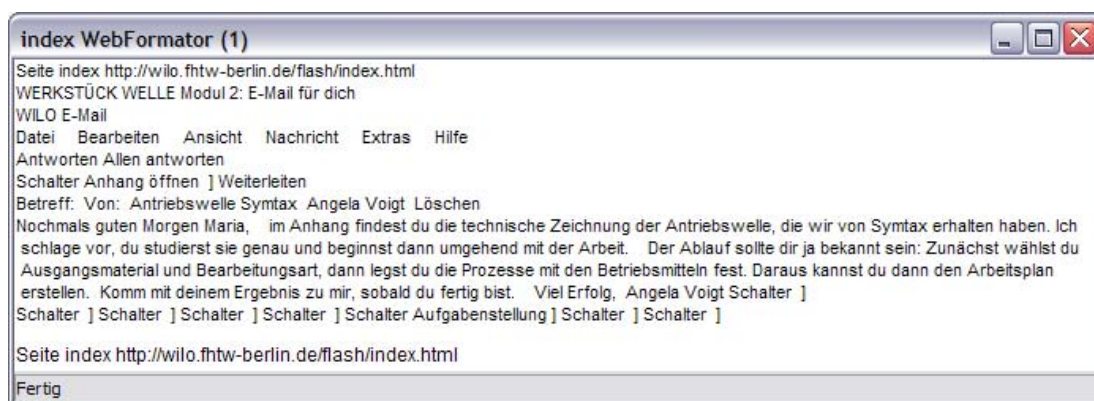 index WebFormator (1)
Seite index http://wilo.fhtw-berlin.de/flash/index.html
WERKSTÜCK WELLE Modul 2: E-Mail für dich
WILO E-Mail
Datei Bearbeiten Ansicht Nachricht Extras Hilfe
Antworten Allen antworten
Schalter Anhang öffnen ] Weiterleiten
Betreff: Von: Antriebswelle Symtax Angela Voigt Löschen
Nochmals guten Morgen Maria, im Anhang findest du die technische Zeichnung der Antriebswelle, die wir von Symtax erhalten haben. Ich
schlage vor, du studierst sie genau und beginnst dann umgehend mit der Arbeit. Der Ablauf sollte dir ja bekannt sein: Zunächst wählst du
Ausgangsmaterial und Bearbeitungsart, dann legst du die Prozesse mit den Betriebsmitteln fest. Daraus kannst du dann den Arbeitsplan
erstellen. Komm mit deinem Ergebnis zu mir, sobald du fertig bist. Viel Erfolg, Angela Voigt Schalter ]
Schalter ] Schalter ] Schalter ] Schalter ] Schalter Aufgabenstellung ] Schalter ] Schalter ]
Seite index http://wilo.fhtw-berlin.de/flash/index.html
Fertig